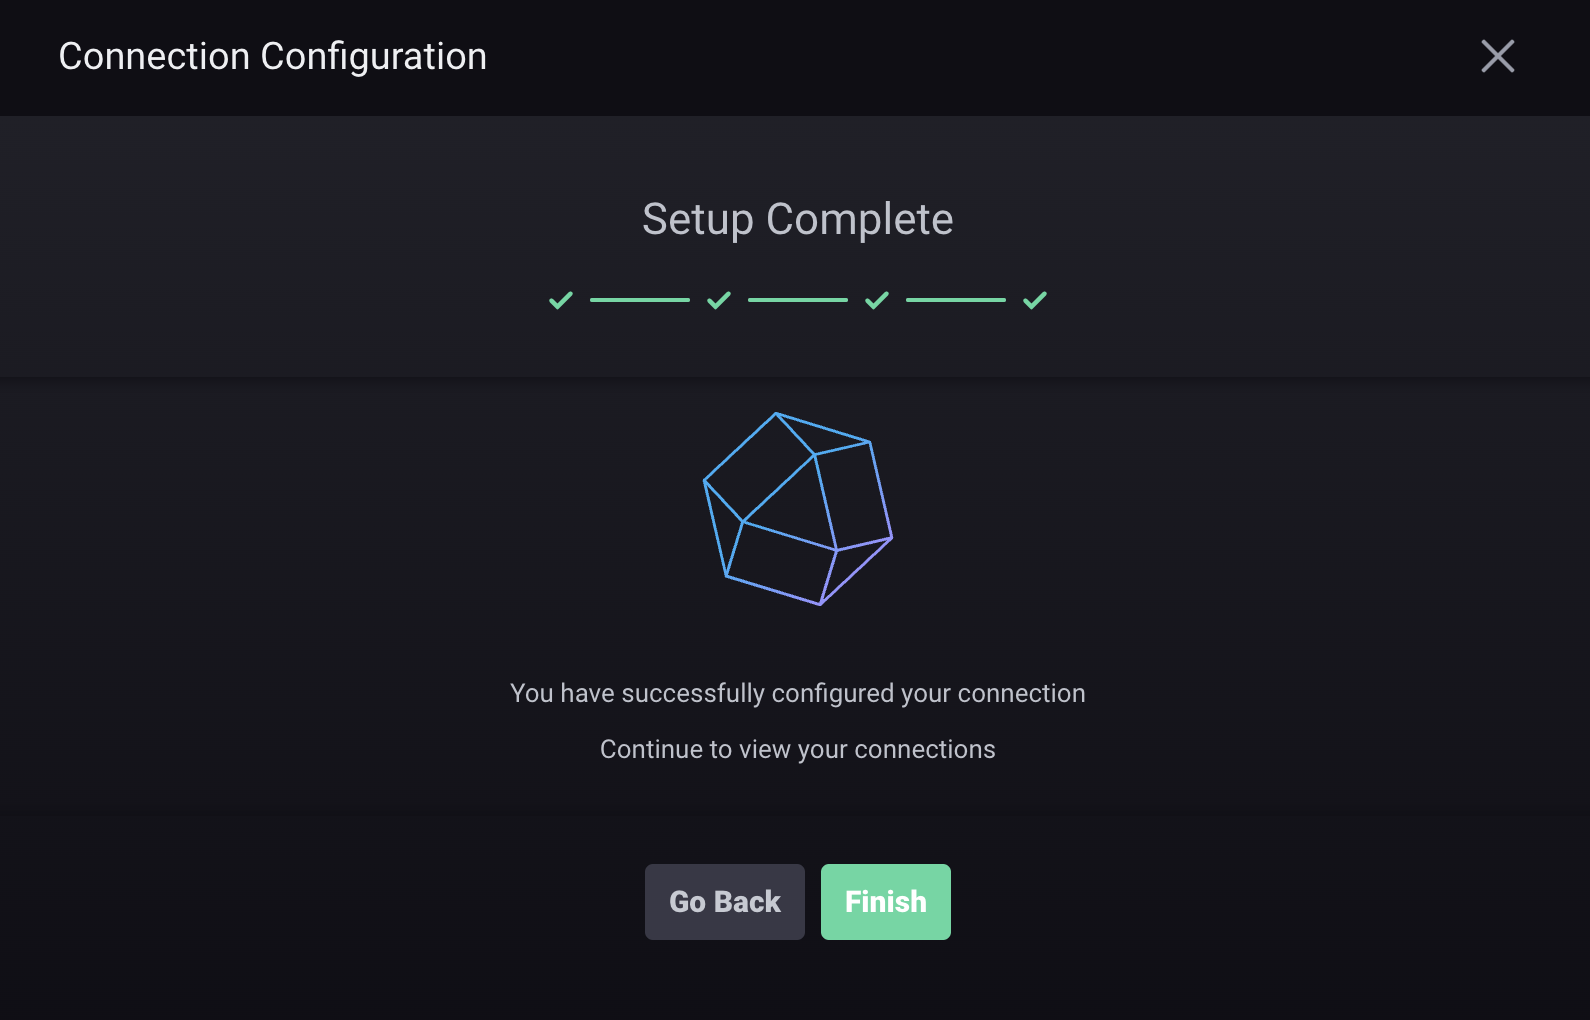 Connection Configuration
Setup Complete
You have successfully configured your connection
Continue to view your connections
Go Back
Finish